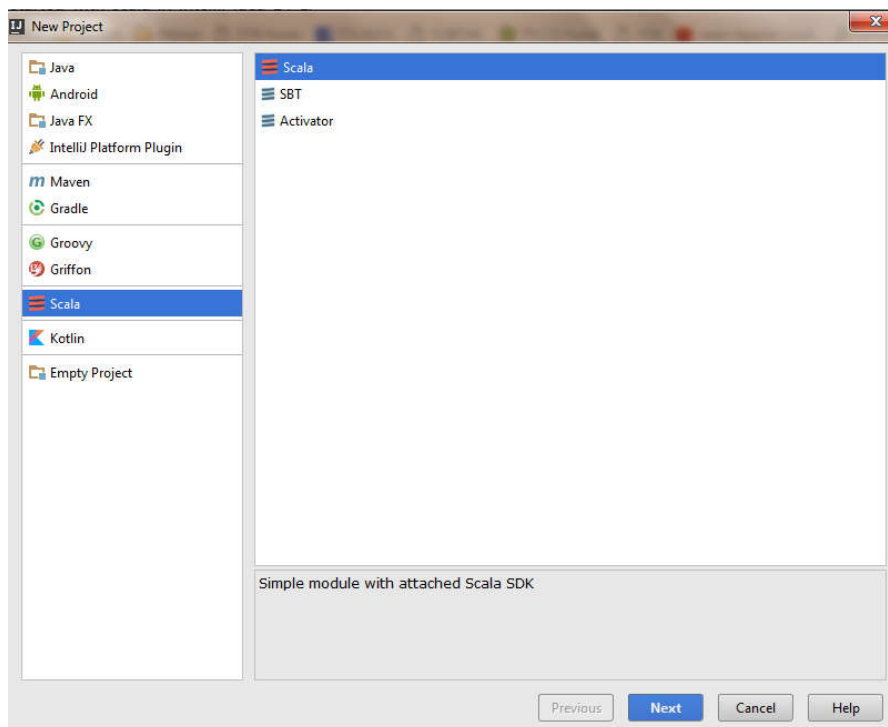 New Project
Java
Android
Java FX
IntelliJ Platform Plugin
Maven
Gradle
Groovy
Griffon
Scala
Kotlin
Empty Project
Scala
SBT
Activator
Simple module with attached Scala SDK
Previous
Next
Cancel
Help